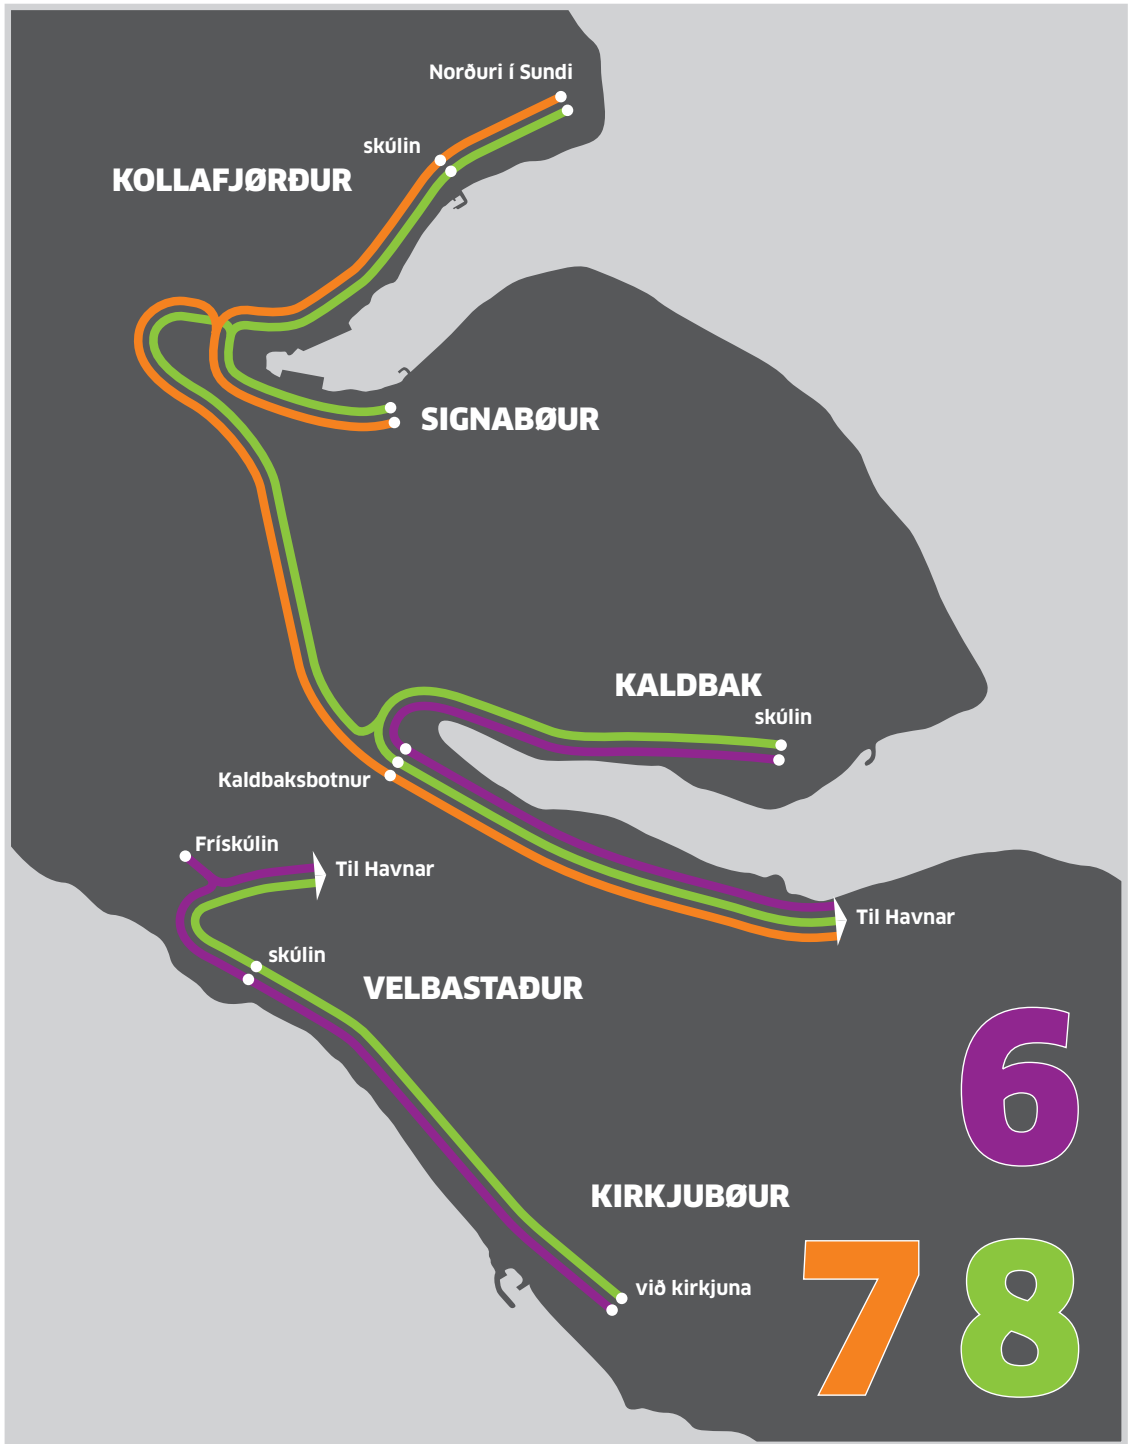 Norðuri í Sundi
skúlin
KOLLAFJØRÐUR
SIGNABØUR
KALDBAK
skúlin
Kaldbaksbotnur
Frískúlin
Til Havnar
Til Havnar
skúlin
VELBASTAÐUR
6
KIRKJUBØUR
við kirkjuna
7 8